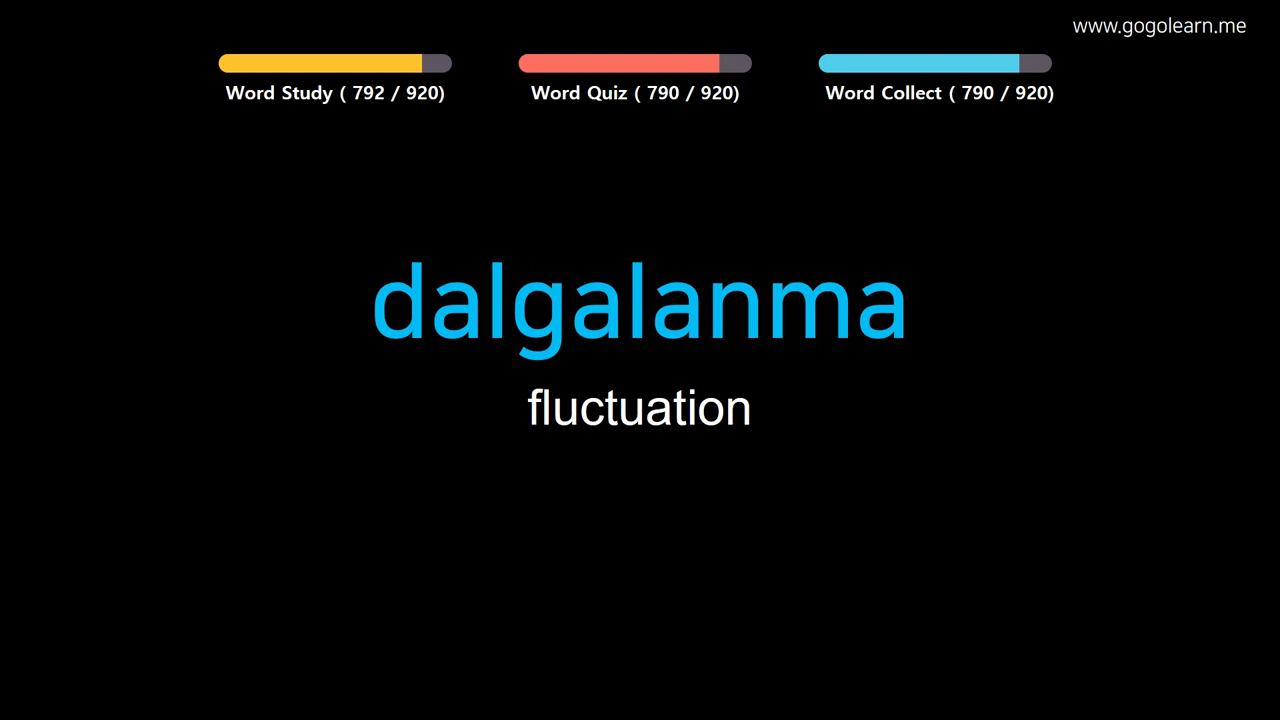 www.gogolearn.me
Word Study ( 792 / 920)
Word Quiz ( 790 / 920)
Word Collect ( 790 / 920)
dalgalanma
fluctuation